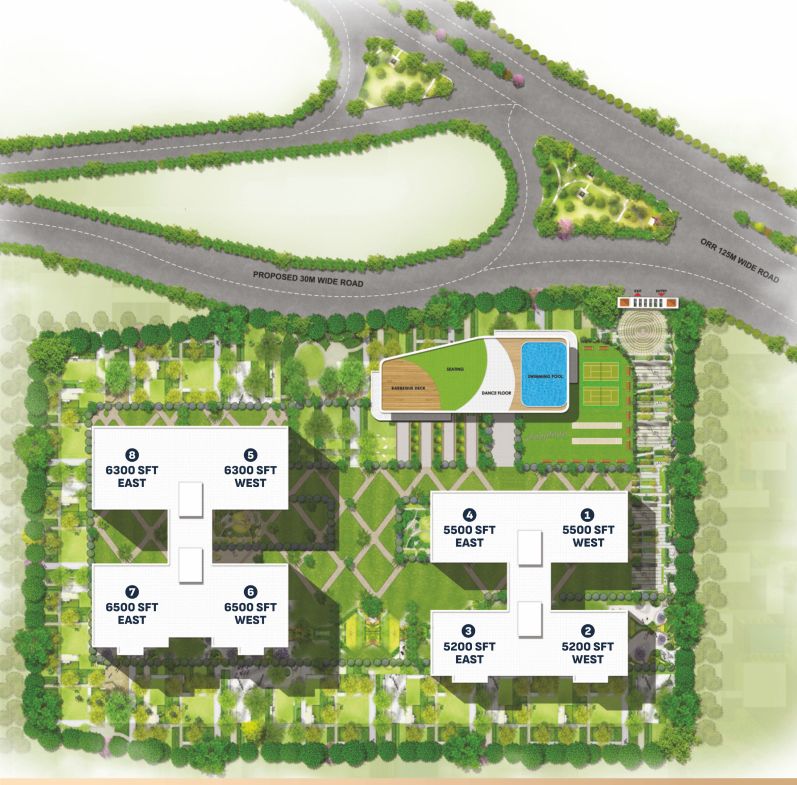 ORR 125M WIDE ROAD
PROPOSED 30M WIDE ROAD
EXIT ENTRY
SEATING
BARBEQUE DECK
DANCE FLOOR
SWIMMING POOL
8
6300 SFT
EAST
5
6300 SFT
WEST
4
5500 SFT
EAST
1
5500 SFT
WEST
7
6500 SFT
EAST
6
6500 SFT
WEST
3
5200 SFT
EAST
2
5200 SFT
WEST